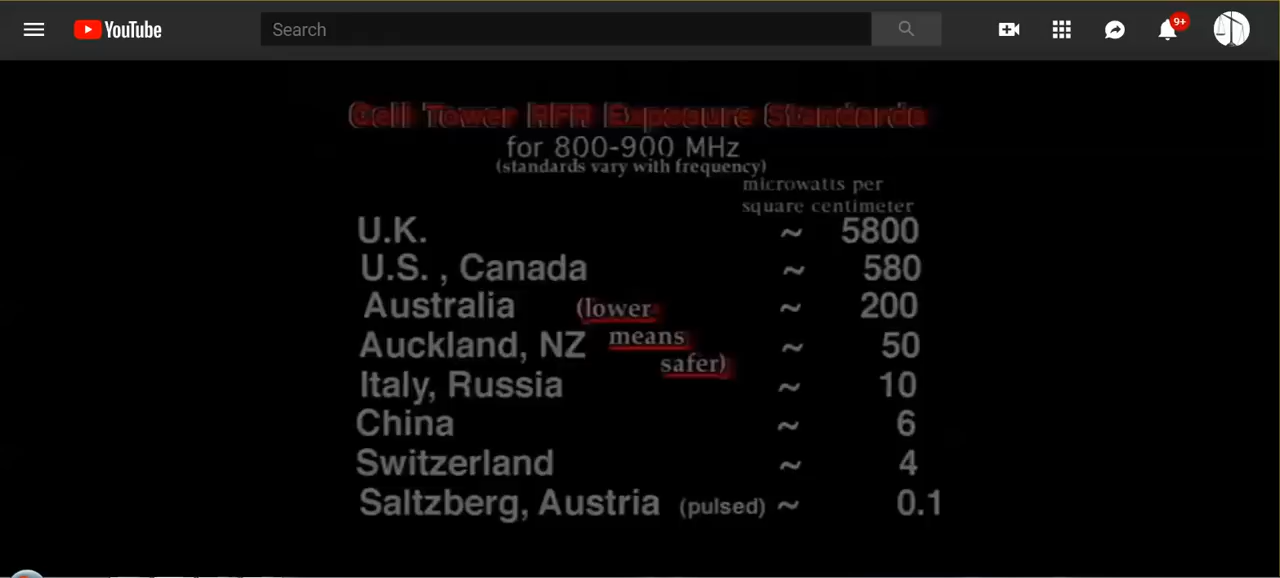 YouTube
Search
9+
Cell Tower RFR Exposure Standards
for 800-900 MHz
(standards vary with frequency)
microwatts per
square centimeter
U.K. ~ 5800
U.S. , Canada ~ 580
Australia (lower ~ 200
Auckland, NZ means ~ 50
safer)
Italy, Russia ~ 10
China ~ 6
Switzerland ~ 4
Saltzberg, Austria (pulsed) ~ 0.1